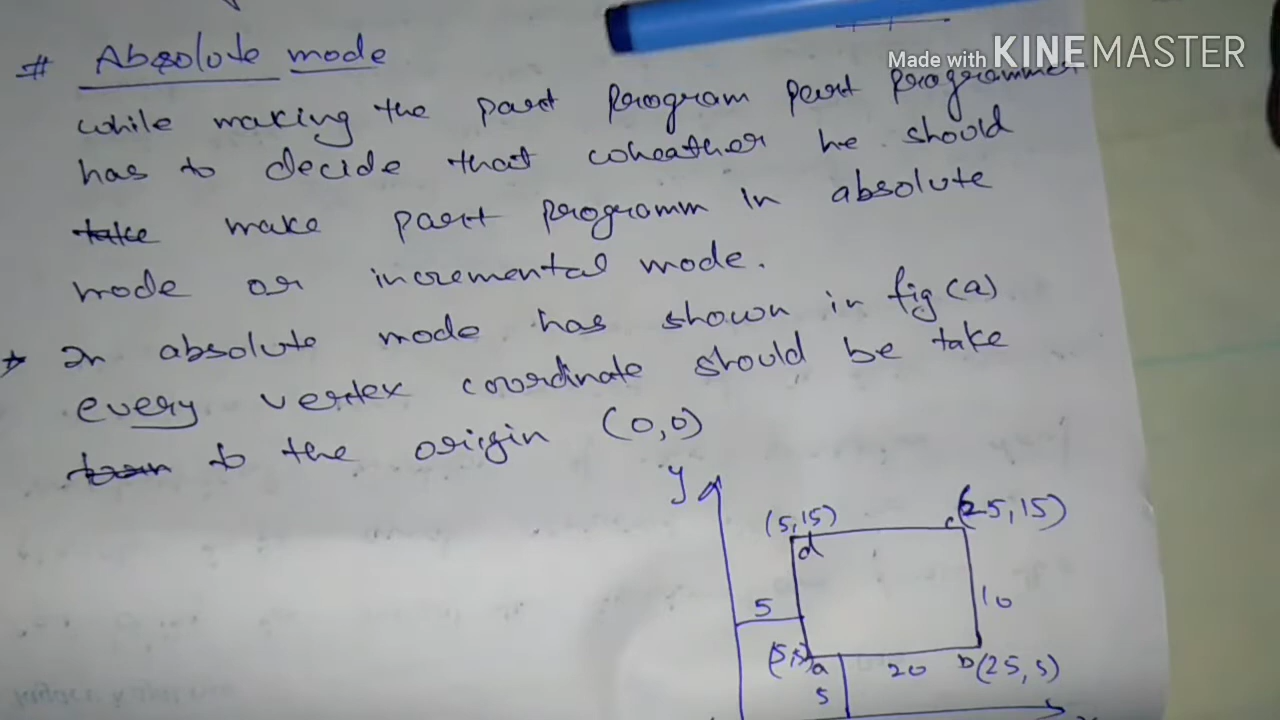 Made with KINEMASTER
# Absolute mode
while making the part program part programmer
has to decide that wheather he should
take make part programm in absolute
mode or incremental mode.
* In absolute mode has shown in fig (a)
every vertex coordinate should be take
to the origin (0,0)
y
(5,15) c(25,15)
d
5 10
(5,5)a 20 b(25,5)
5